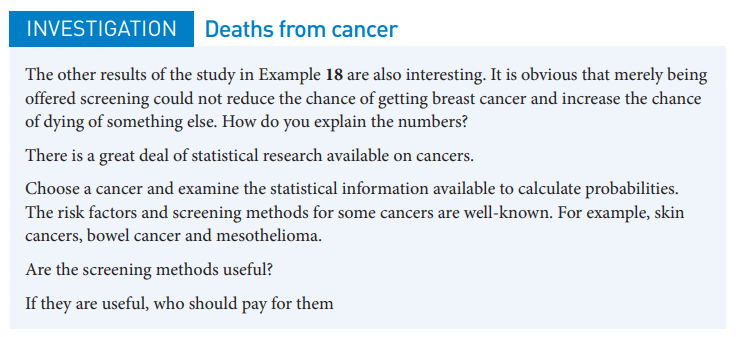 INVESTIGATION Deaths from cancer
The other results of the study in Example 18 are also interesting. It is obvious that merely being
offered screening could not reduce the chance of getting breast cancer and increase the chance
of dying of something else. How do you explain the numbers?
There is a great deal of statistical research available on cancers.
Choose a cancer and examine the statistical information available to calculate probabilities.
The risk factors and screening methods for some cancers are well-known. For example, skin
cancers, bowel cancer and mesothelioma.
Are the screening methods useful?
If they are useful, who should pay for them